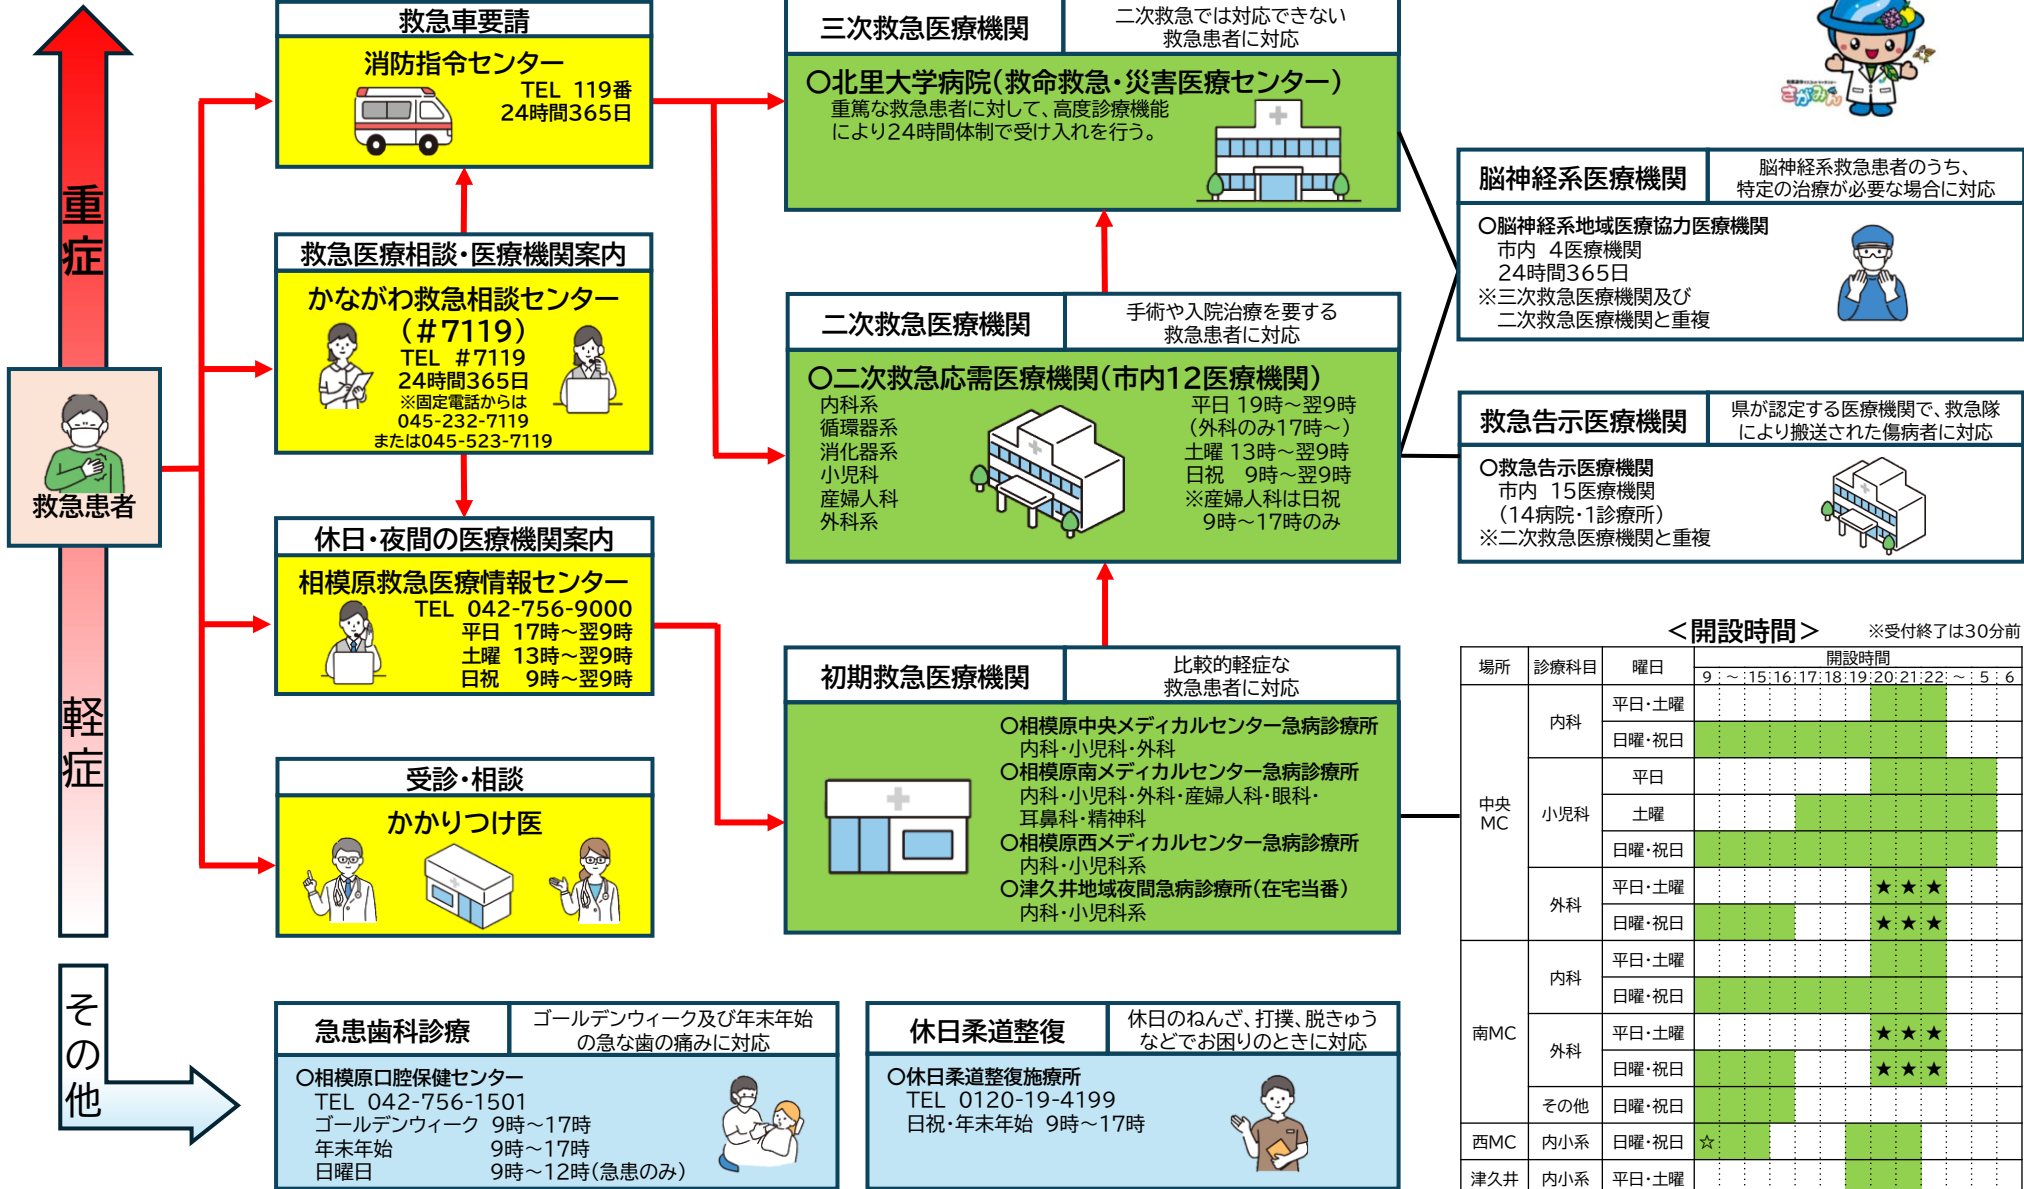 重症
救急患者
軽症
その他
救急車要請
消防指令センター
TEL 119番
24時間365日
救急医療相談・医療機関案内
かながわ救急相談センター
(#7119)
TEL #7119
24時間365日
※固定電話からは
045-232-7119
または045-523-7119
休日・夜間の医療機関案内
相模原救急医療情報センター
TEL 042-756-9000
平日 17時～翌9時
土曜 13時～翌9時
日祝 9時～翌9時
受診・相談
かかりつけ医
三次救急医療機関
二次救急では対応できない
救急患者に対応
○北里大学病院(救命救急・災害医療センター)
重篤な救急患者に対して、高度診療機能
により24時間体制で受け入れを行う。
二次救急医療機関
手術や入院治療を要する
救急患者に対応
○二次救急応需医療機関(市内12医療機関)
内科系
循環器系
消化器系
小児科
産婦人科
外科系
平日 19時～翌9時
(外科のみ17時～)
土曜 13時～翌9時
日祝 9時～翌9時
※産婦人科は日祝
9時～17時のみ
初期救急医療機関
比較的軽症な
救急患者に対応
○相模原中央メディカルセンター急病診療所
内科・小児科・外科
○相模原南メディカルセンター急病診療所
内科・小児科・外科・産婦人科・眼科・
耳鼻科・精神科
○相模原西メディカルセンター急病診療所
内科・小児科系
○津久井地域夜間急病診療所(在宅当番)
内科・小児科系
さがみん
脳神経系医療機関
脳神経系救急患者のうち、
特定の治療が必要な場合に対応
○脳神経系地域医療協力医療機関
市内 4医療機関
24時間365日
※三次救急医療機関及び
二次救急医療機関と重複
救急告示医療機関
県が認定する医療機関で、救急隊
により搬送された傷病者に対応
○救急告示医療機関
市内 15医療機関
(14病院・1診療所)
※二次救急医療機関と重複
＜開設時間＞ ※受付終了は30分前
場所 診療科目 曜日 開設時間
9 ～ 15 16 17 18 19 20 21 22 ～ 5 6
中央MC 内科 平日・土曜
日曜・祝日
小児科 平日
土曜
日曜・祝日
外科 平日・土曜 ★ ★ ★
日曜・祝日 ★ ★ ★
南MC 内科 平日・土曜
日曜・祝日
外科 平日・土曜 ★ ★ ★
日曜・祝日 ★ ★ ★
その他 日曜・祝日
西MC 内小系 日曜・祝日 ☆
津久井 内小系 平日・土曜
急患歯科診療
ゴールデンウィーク及び年末年始
の急な歯の痛みに対応
○相模原口腔保健センター
TEL 042-756-1501
ゴールデンウィーク 9時～17時
年末年始 9時～17時
日曜日 9時～12時(急患のみ)
休日柔道整復
休日のねんざ、打撲、脱きゅう
などでお困りのときに対応
○休日柔道整復施療所
TEL 0120-19-4199
日祝・年末年始 9時～17時